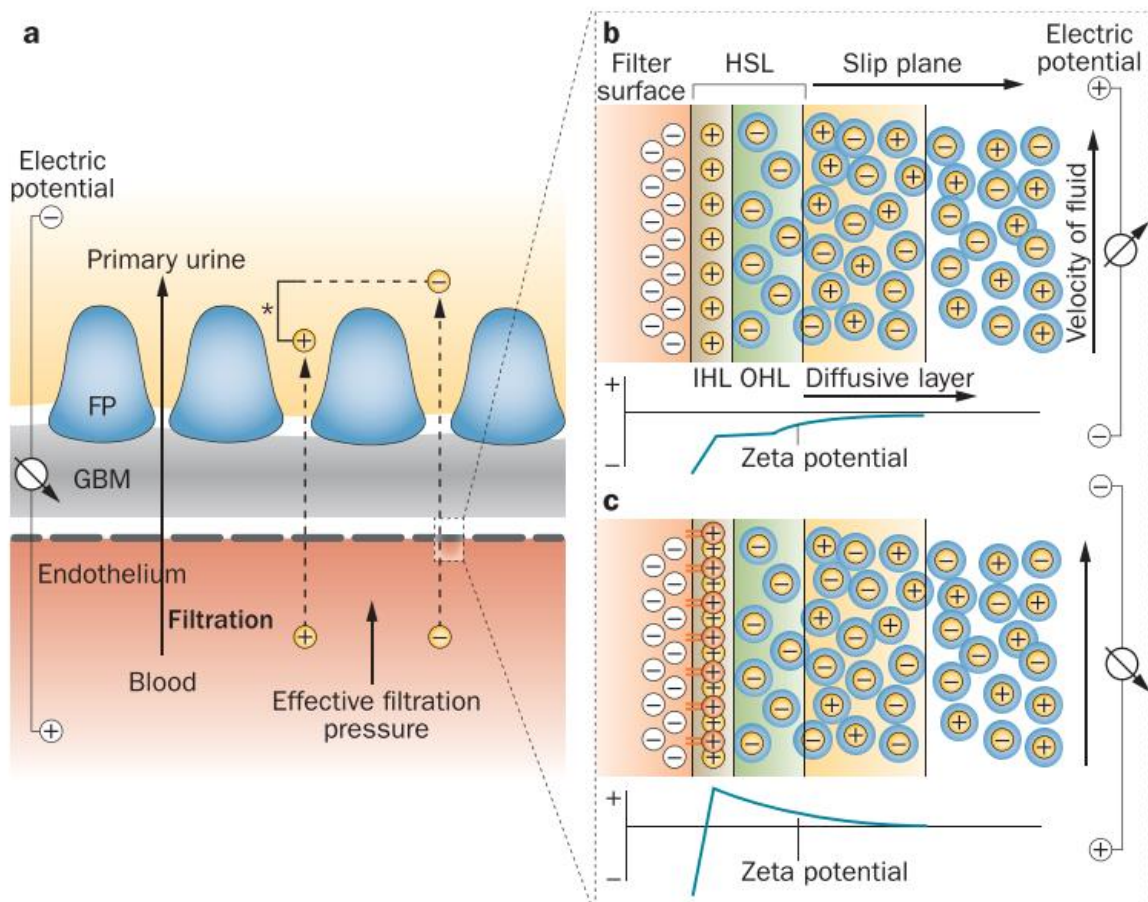 a
Electric
potential
−
Primary urine
*
−
+
FP
GBM
Endothelium
Filtration
+
−
Blood
Effective filtration
pressure
+
b
Filter
surface
HSL
Slip plane
Electric
potential
+
Velocity of fluid
IHL
OHL
Diffusive layer
+
−
Zeta potential
−
c
−
+
−
Zeta potential
+